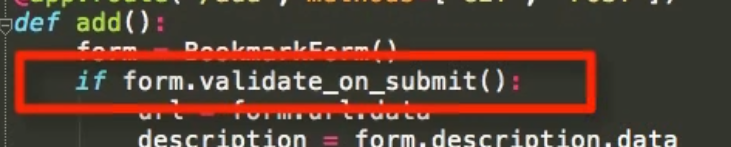 def add():
form = BookmarkForm()
if form.validate_on_submit():
url = form.url.data
description = form.description.data